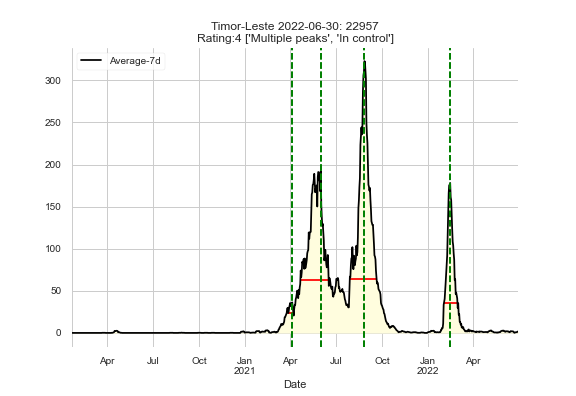 Timor-Leste 2022-06-30: 22957
Rating:4 ['Multiple peaks', 'In control']
Average-7d
300
250
200
150
100
50
0
Apr Jul Oct Jan Apr Jul Oct Jan Apr
2021 2022
Date